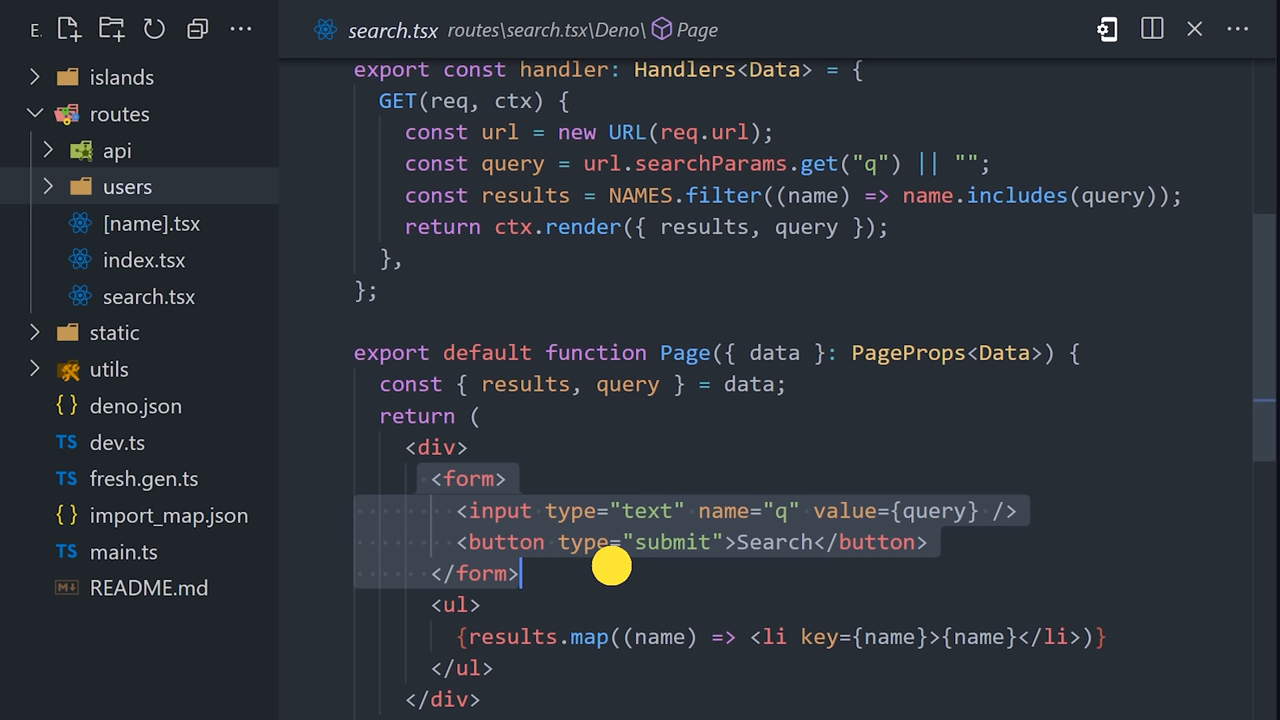 E.
search.tsx routes\search.tsx\Deno\ Page
islands
routes
api
users
[name].tsx
index.tsx
search.tsx
static
utils
{} deno.json
TS dev.ts
TS fresh.gen.ts
{} import_map.json
TS main.ts
README.md
export const handler: Handlers<Data> = {
GET(req, ctx) {
const url = new URL(req.url);
const query = url.searchParams.get("q") || "";
const results = NAMES.filter((name) => name.includes(query));
return ctx.render({ results, query });
},
};
export default function Page({ data }: PageProps<Data>) {
const { results, query } = data;
return (
<div>
<form>
<input type="text" name="q" value={query} />
<button type="submit">Search</button>
</form>
<ul>
{results.map((name) => <li key={name}>{name}</li>)}
</ul>
</div>